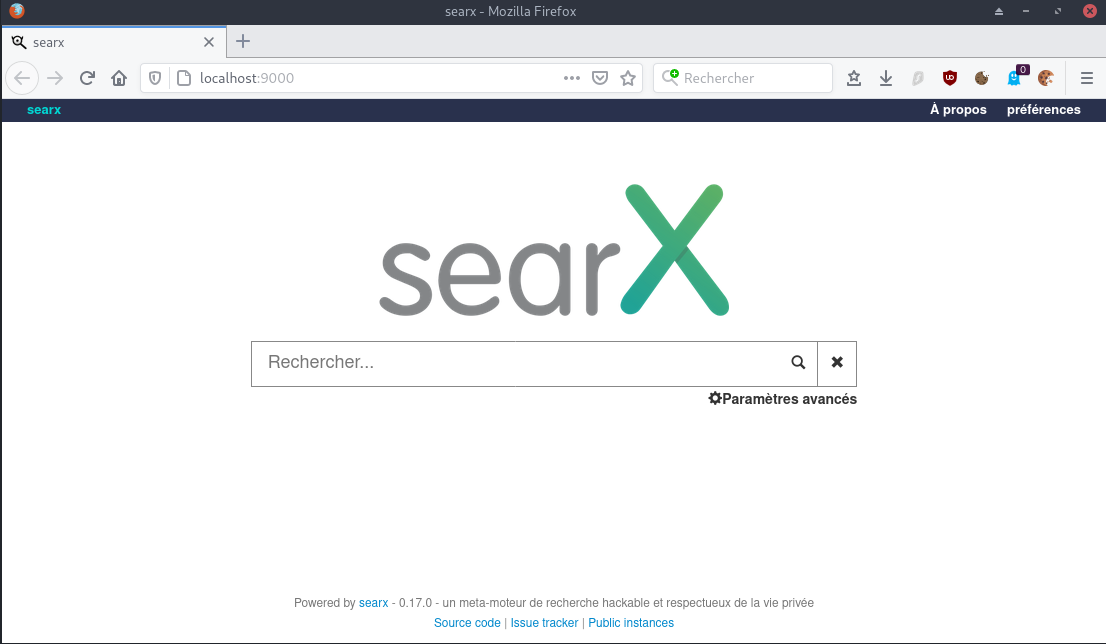 searx - Mozilla Firefox
searx
localhost:9000
Rechercher
0
searx
À propos
préférences
searX
Rechercher...
Paramètres avancés
Powered by searx - 0.17.0 - un meta-moteur de recherche hackable et respectueux de la vie privée
Source code | Issue tracker | Public instances